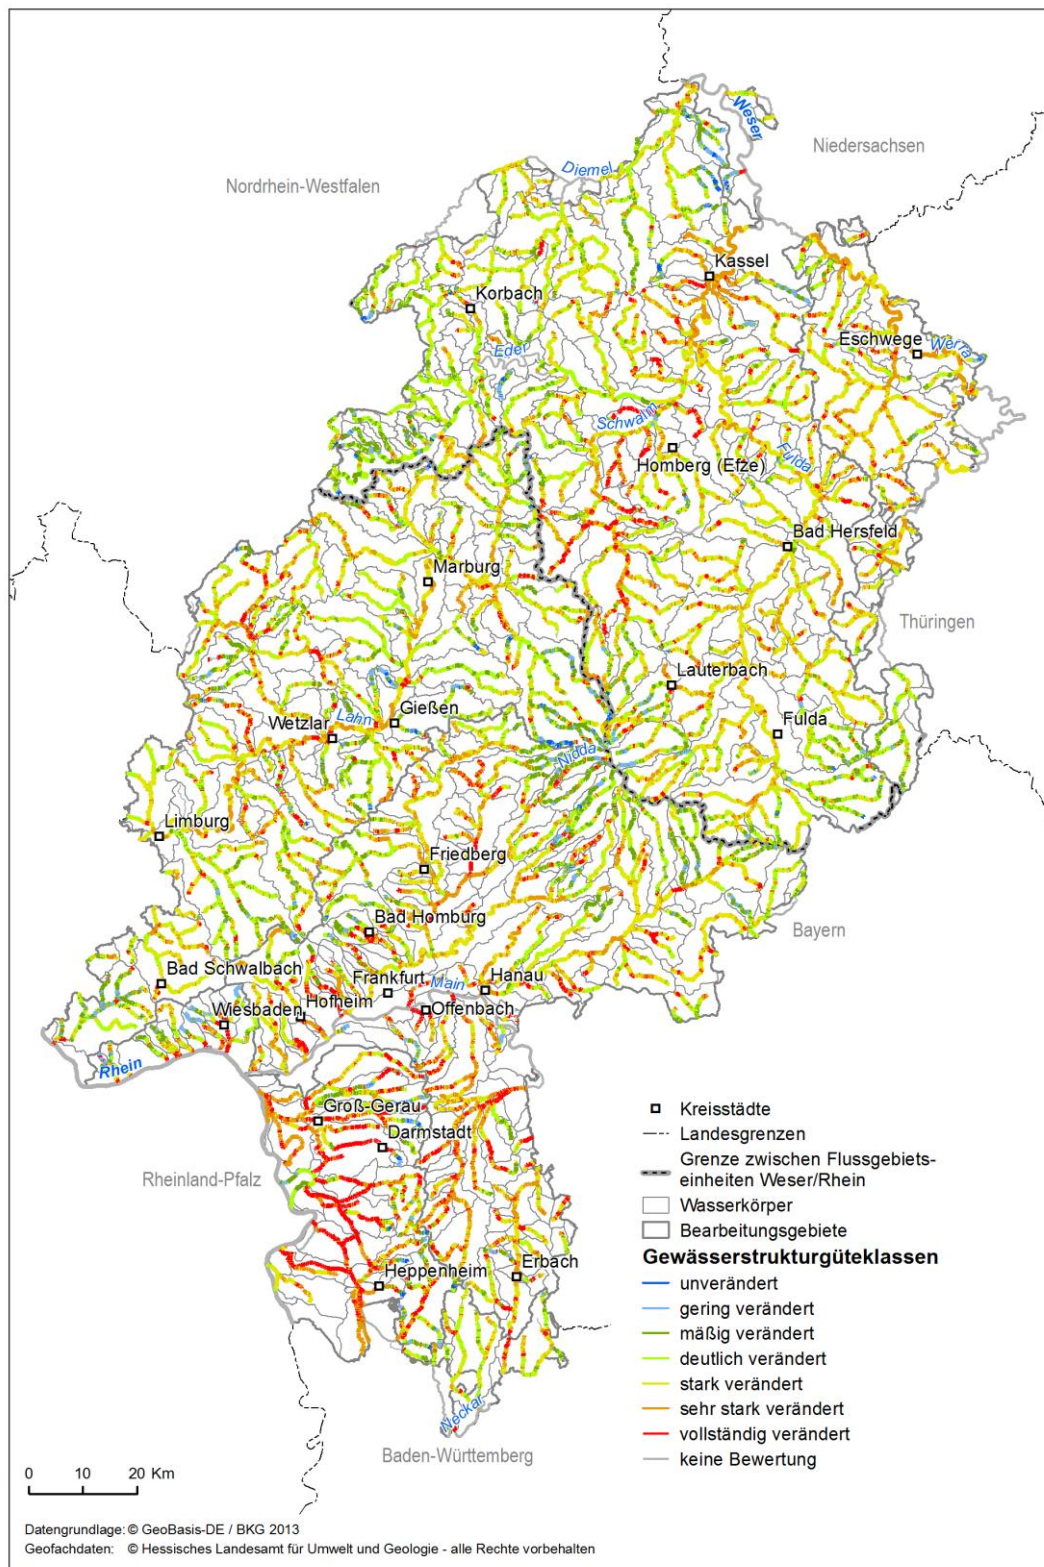 Weser
Niedersachsen
Diemel
Nordrhein-Westfalen
Kassel
Korbach
Eschwege
Werra
Eder
Schwalm
Homberg (Efze)
Fulda
Bad Hersfeld
Marburg
Thüringen
Lauterbach
Gießen
Lahn
Wetzlar
Fulda
Nidda
Limburg
Friedberg
Bad Homburg
Bayern
Bad Schwalbach
Frankfurt
Main
Hanau
Hofheim
Offenbach
Wiesbaden
Rhein
Groß-Gerau
Darmstadt
Rheinland-Pfalz
Heppenheim
Erbach
Neckar
Baden-Württemberg
Kreisstädte
Landesgrenzen
Grenze zwischen Flussgebiets-
einheiten Weser/Rhein
Wasserkörper
Bearbeitungsgebiete
Gewässerstrukturgüteklassen
unverändert
gering verändert
mäßig verändert
deutlich verändert
stark verändert
sehr stark verändert
vollständig verändert
keine Bewertung
0 10 20 Km
Datengrundlage: © GeoBasis-DE / BKG 2013
Geofachdaten: © Hessisches Landesamt für Umwelt und Geologie - alle Rechte vorbehalten